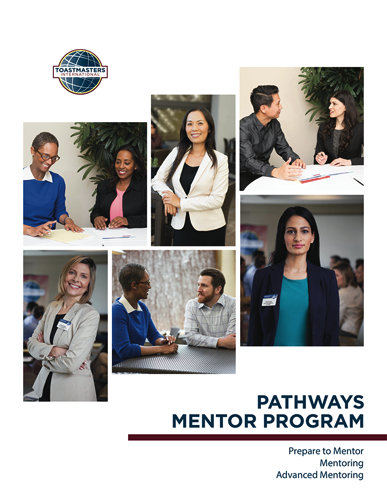 TOASTMASTERS
INTERNATIONAL
PATHWAYS
MENTOR PROGRAM
Prepare to Mentor
Mentoring
Advanced Mentoring